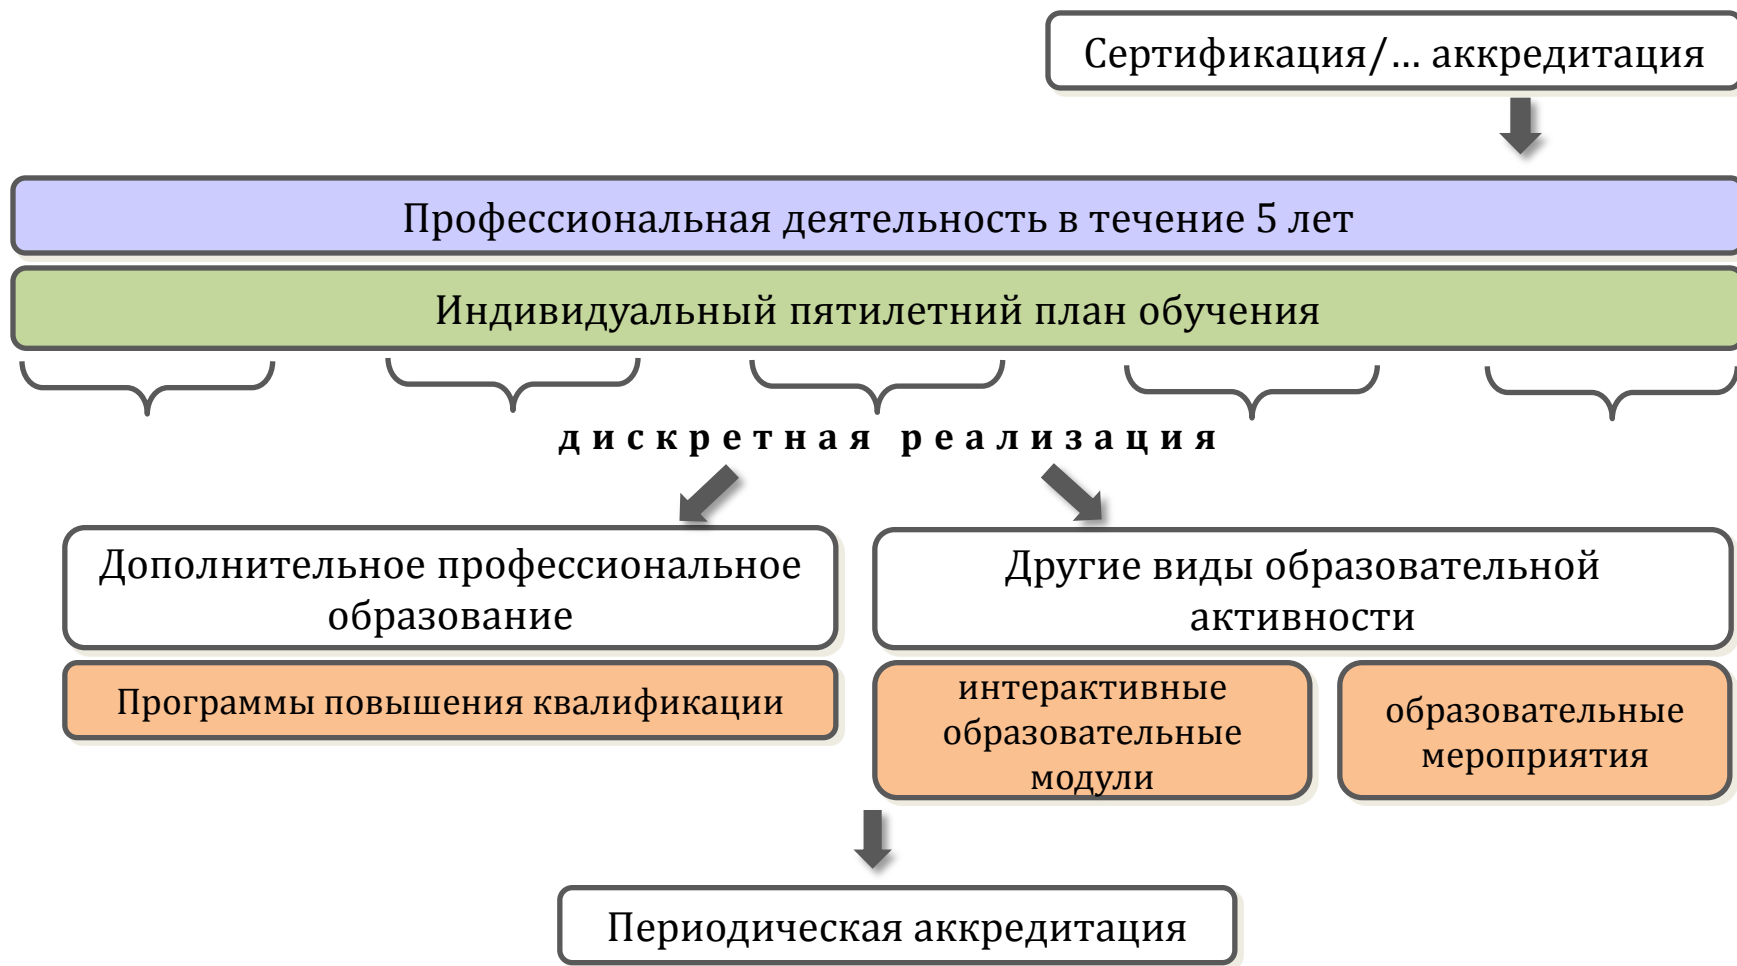 Сертификация/... аккредитация
Профессиональная деятельность в течение 5 лет
Индивидуальный пятилетний план обучения
дискретная реализация
Дополнительное профессиональное
образование
Другие виды образовательной
активности
Программы повышения квалификации
интерактивные
образовательные
модули
образовательные
мероприятия
Периодическая аккредитация